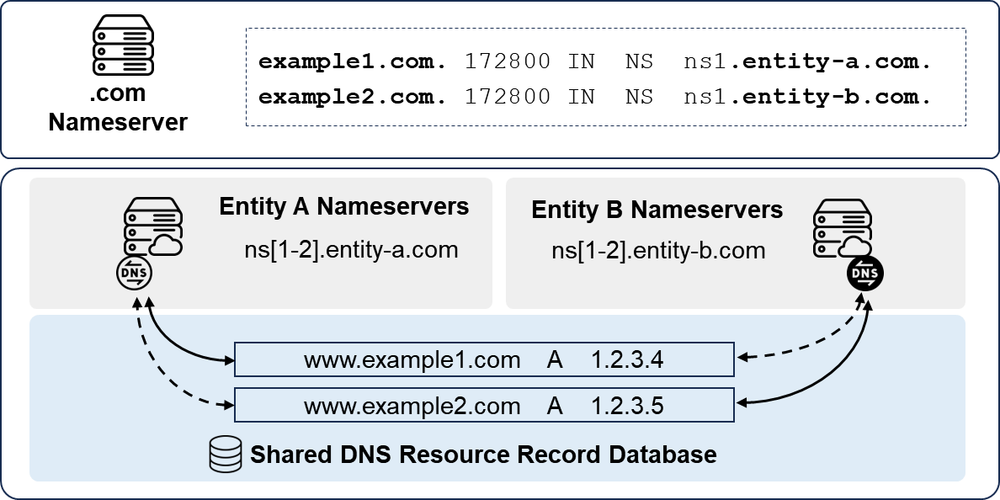 .com
Nameserver
example1.com. 172800 IN NS ns1.entity-a.com.
example2.com. 172800 IN NS ns1.entity-b.com.
Entity A Nameservers
ns[1-2].entity-a.com
DNS
Entity B Nameservers
ns[1-2].entity-b.com
DNS
www.example1.com A 1.2.3.4
www.example2.com A 1.2.3.5
Shared DNS Resource Record Database